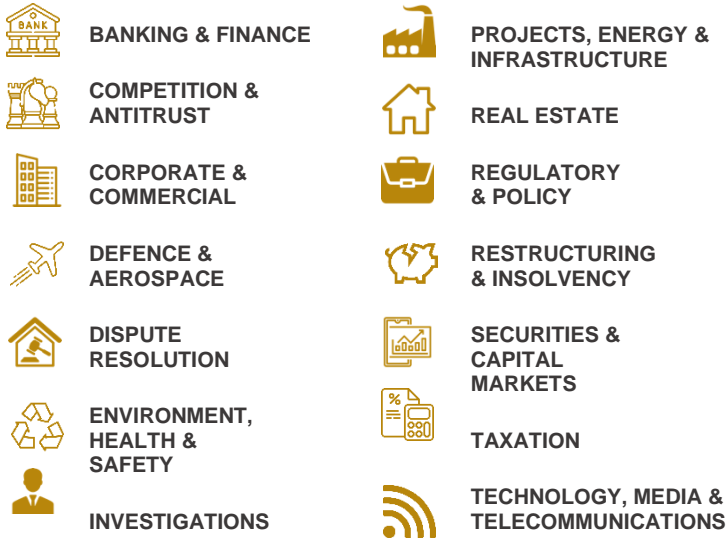 BANK
BANKING & FINANCE
COMPETITION &
ANTITRUST
CORPORATE &
COMMERCIAL
DEFENCE &
AEROSPACE
DISPUTE
RESOLUTION
ENVIRONMENT,
HEALTH &
SAFETY
INVESTIGATIONS
PROJECTS, ENERGY &
INFRASTRUCTURE
REAL ESTATE
REGULATORY
& POLICY
RESTRUCTURING
& INSOLVENCY
SECURITIES &
CAPITAL
MARKETS
%
TAXATION
TECHNOLOGY, MEDIA &
TELECOMMUNICATIONS